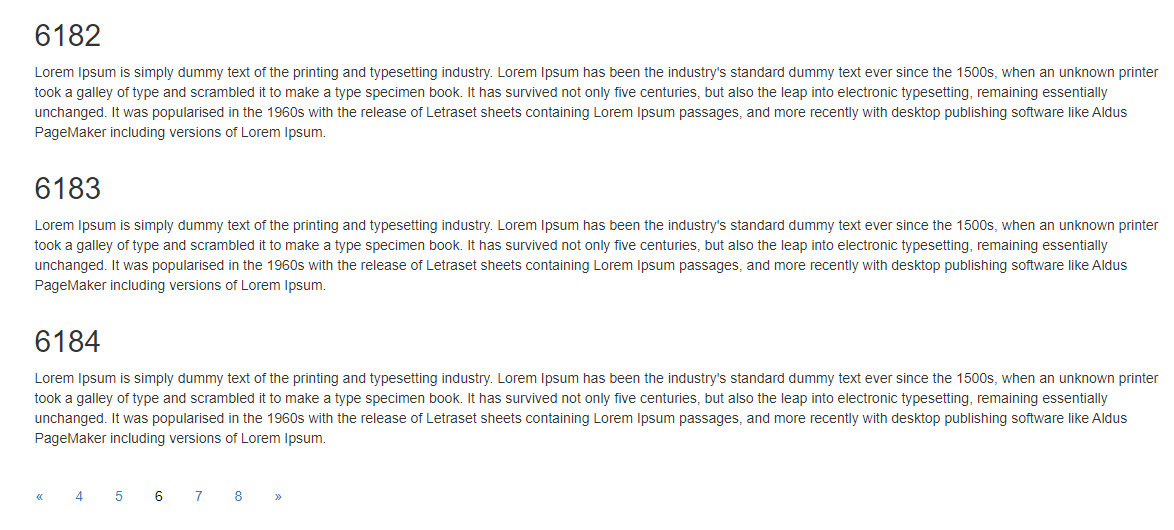 6182
Lorem Ipsum is simply dummy text of the printing and typesetting industry. Lorem Ipsum has been the industry's standard dummy text ever since the 1500s, when an unknown printer
took a galley of type and scrambled it to make a type specimen book. It has survived not only five centuries, but also the leap into electronic typesetting, remaining essentially
unchanged. It was popularised in the 1960s with the release of Letraset sheets containing Lorem Ipsum passages, and more recently with desktop publishing software like Aldus
PageMaker including versions of Lorem Ipsum.
6183
Lorem Ipsum is simply dummy text of the printing and typesetting industry. Lorem Ipsum has been the industry's standard dummy text ever since the 1500s, when an unknown printer
took a galley of type and scrambled it to make a type specimen book. It has survived not only five centuries, but also the leap into electronic typesetting, remaining essentially
unchanged. It was popularised in the 1960s with the release of Letraset sheets containing Lorem Ipsum passages, and more recently with desktop publishing software like Aldus
PageMaker including versions of Lorem Ipsum.
6184
Lorem Ipsum is simply dummy text of the printing and typesetting industry. Lorem Ipsum has been the industry's standard dummy text ever since the 1500s, when an unknown printer
took a galley of type and scrambled it to make a type specimen book. It has survived not only five centuries, but also the leap into electronic typesetting, remaining essentially
unchanged. It was popularised in the 1960s with the release of Letraset sheets containing Lorem Ipsum passages, and more recently with desktop publishing software like Aldus
PageMaker including versions of Lorem Ipsum.
« 4 5 6 7 8 »